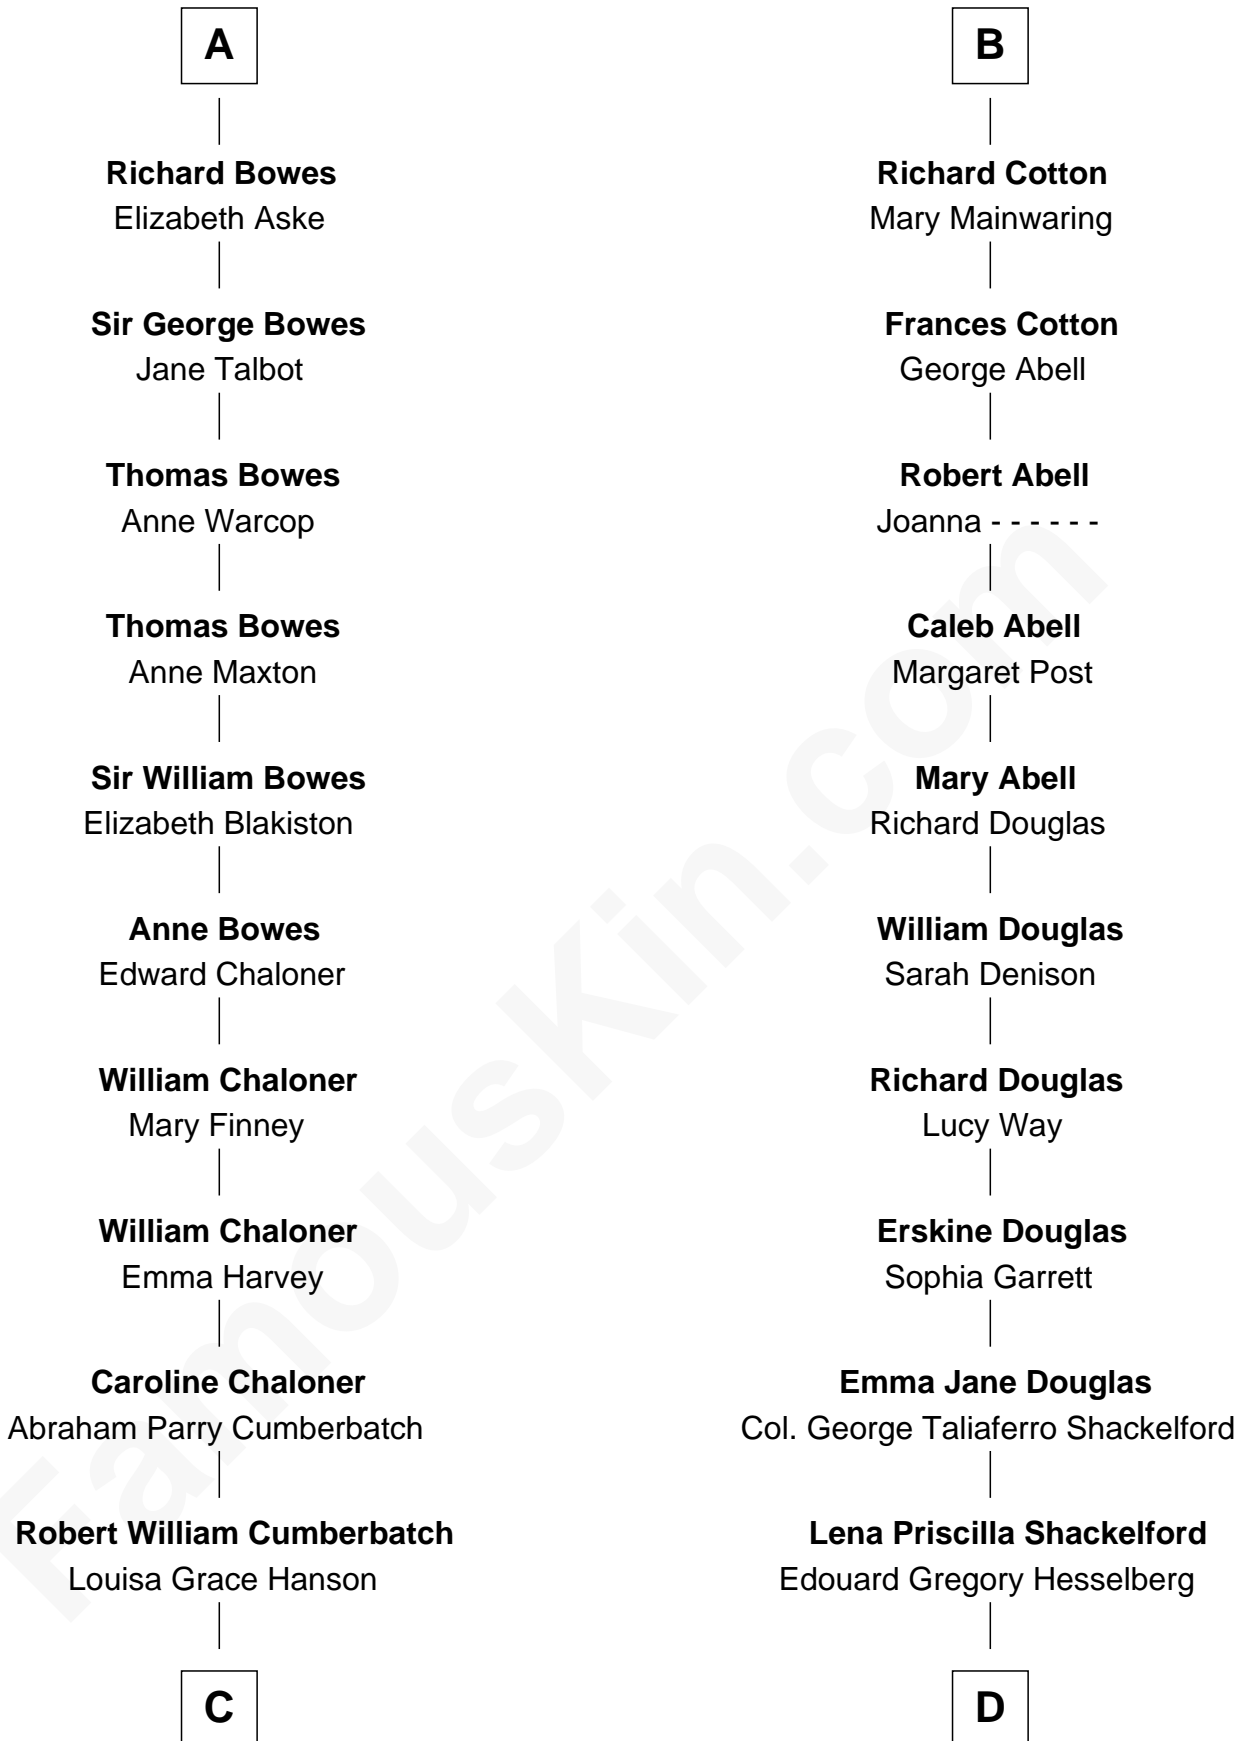 A
Richard Bowes
Elizabeth Aske
Sir George Bowes
Jane Talbot
Thomas Bowes
Anne Warcop
Thomas Bowes
Anne Maxton
Sir William Bowes
Elizabeth Blakiston
Anne Bowes
Edward Chaloner
William Chaloner
Mary Finney
William Chaloner
Emma Harvey
Caroline Chaloner
Abraham Parry Cumberbatch
Robert William Cumberbatch
Louisa Grace Hanson
C
B
Richard Cotton
Mary Mainwaring
Frances Cotton
George Abell
Robert Abell
Joanna - - - - - -
Caleb Abell
Margaret Post
Mary Abell
Richard Douglas
William Douglas
Sarah Denison
Richard Douglas
Lucy Way
Erskine Douglas
Sophia Garrett
Emma Jane Douglas
Col. George Taliaferro Shackelford
Lena Priscilla Shackelford
Edouard Gregory Hesselberg
D
FamousKin.com